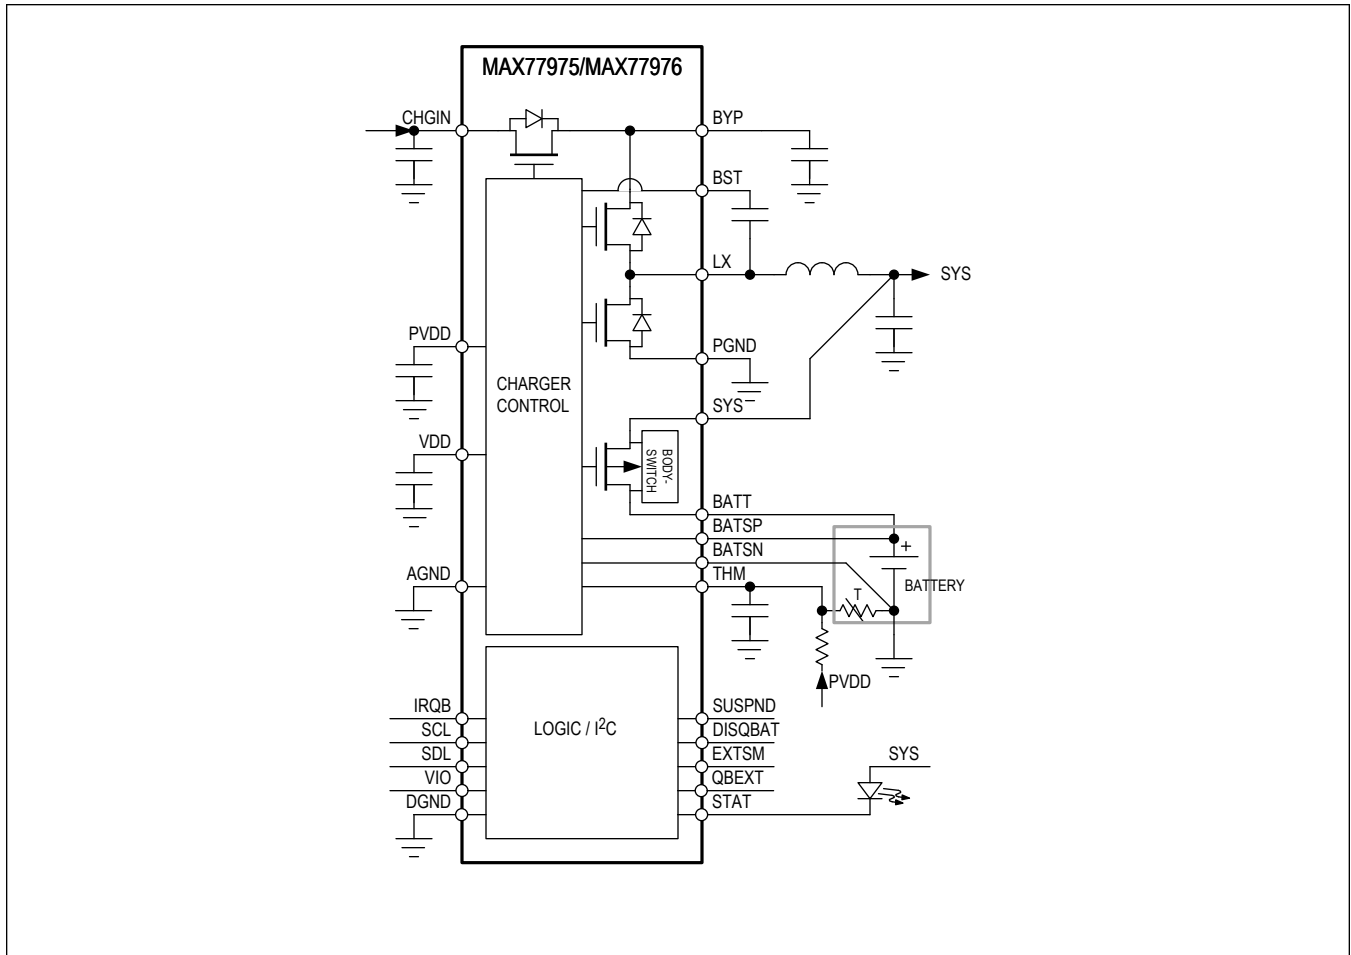 MAX77975/MAX77976
CHGIN
BYP
BST
LX
SYS
PVDD
PGND
CHARGER
CONTROL
SYS
VDD
BODY-
SWITCH
BATT
BATSP
BATSN
+
AGND
THM
BATTERY
T
PVDD
IRQB
SUSPND
SCL
LOGIC / I²C
DISQBAT
SDL
EXTSM
SYS
VIO
QBEXT
DGND
STAT